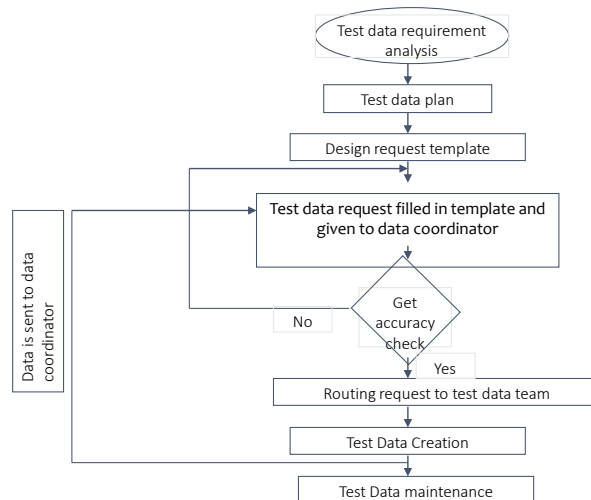 Test data requirement
analysis
Test data plan
Design request template
Test data request filled in template and
given to data coordinator
Data is sent to data
coordinator
Get
accuracy
check
No
Yes
Routing request to test data team
Test Data Creation
Test Data maintenance